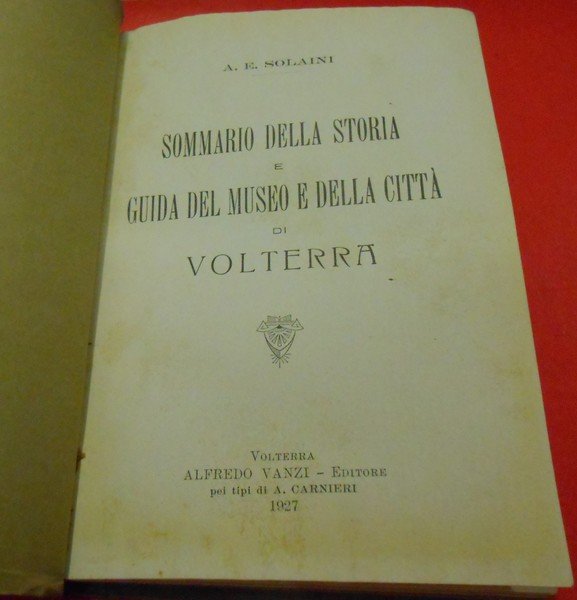 A. E. SOLAINI
SOMMARIO DELLA STORIA
E
GUIDA DEL MUSEO E DELLA CITTÀ
DI
VOLTERRA
VOLTERRA
ALFREDO VANZI – EDITORE
pei tipi di A. CARNIERI
1927